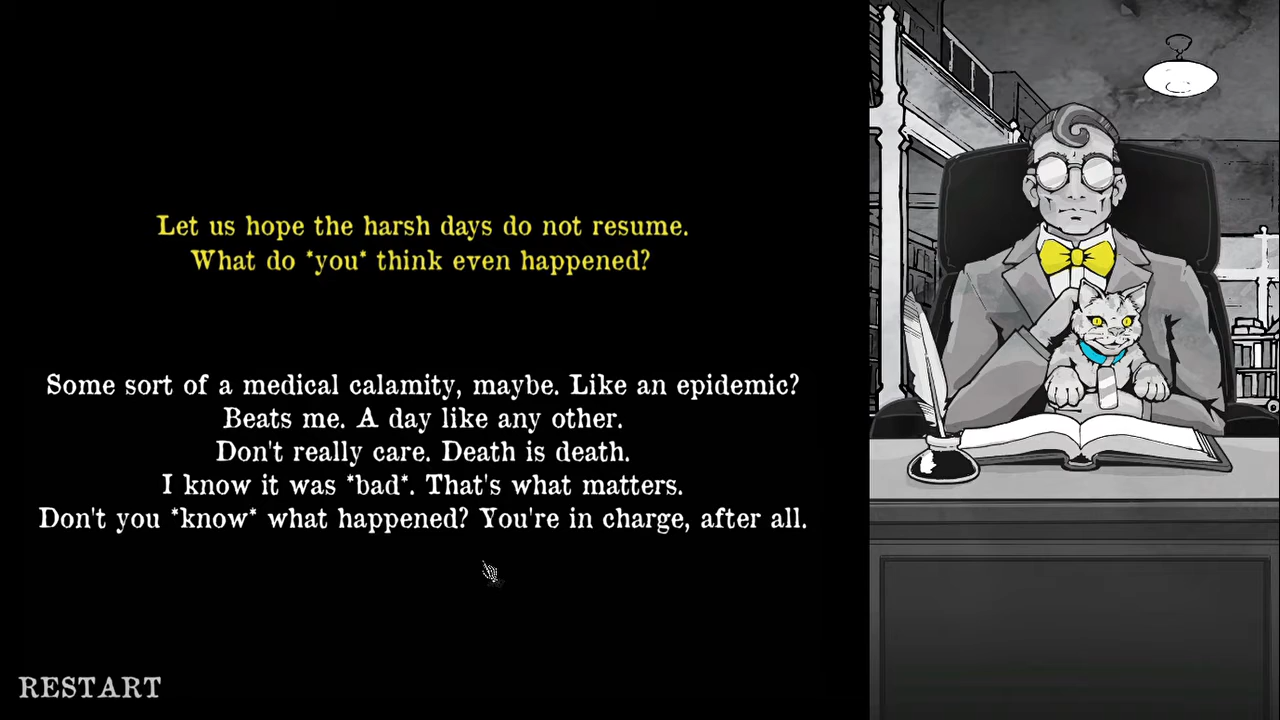 Let us hope the harsh days do not resume.
What do *you* think even happened?
Some sort of a medical calamity, maybe. Like an epidemic?
Beats me. A day like any other.
Don't really care. Death is death.
I know it was *bad*. That's what matters.
Don't you *know* what happened? You're in charge, after all.
RESTART